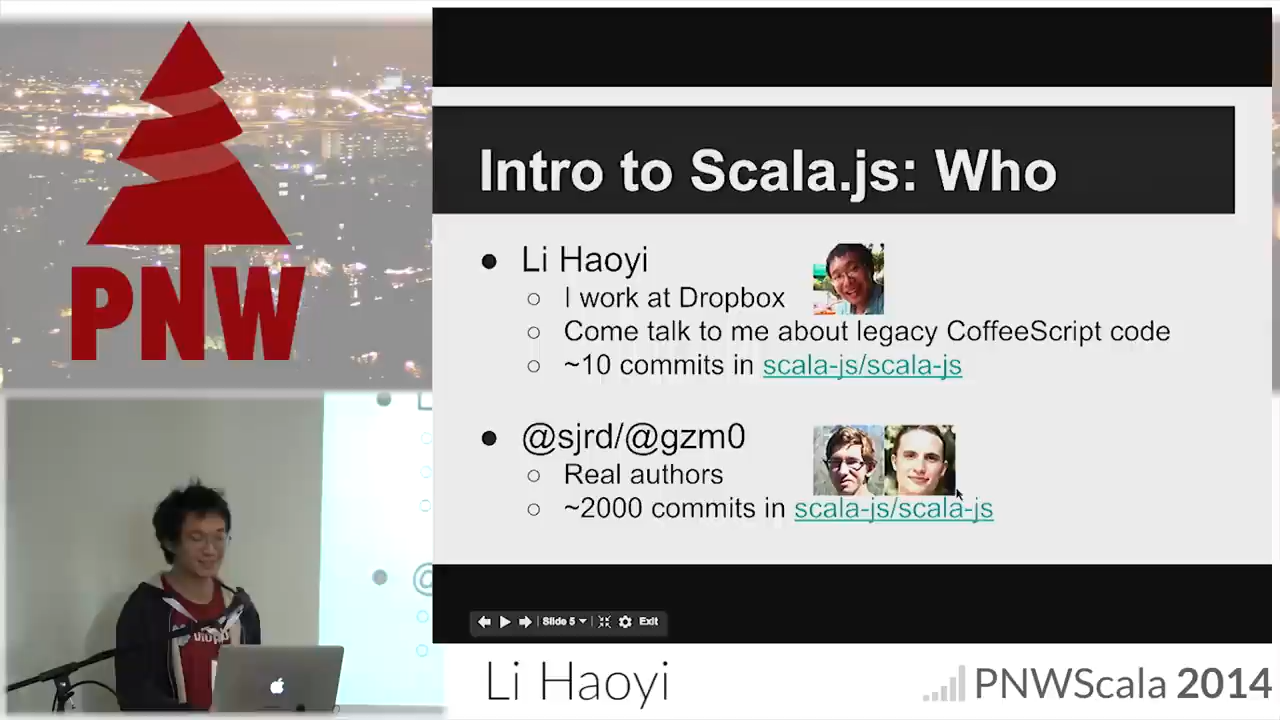 PNW
Intro to Scala.js: Who
● Li Haoyi
○ I work at Dropbox
○ Come talk to me about legacy CoffeeScript code
○ ~10 commits in scala-js/scala-js
● @sjrd/@gzm0
○ Real authors
○ ~2000 commits in scala-js/scala-js
Slide 5 Exit
Li Haoyi
PNWScala 2014